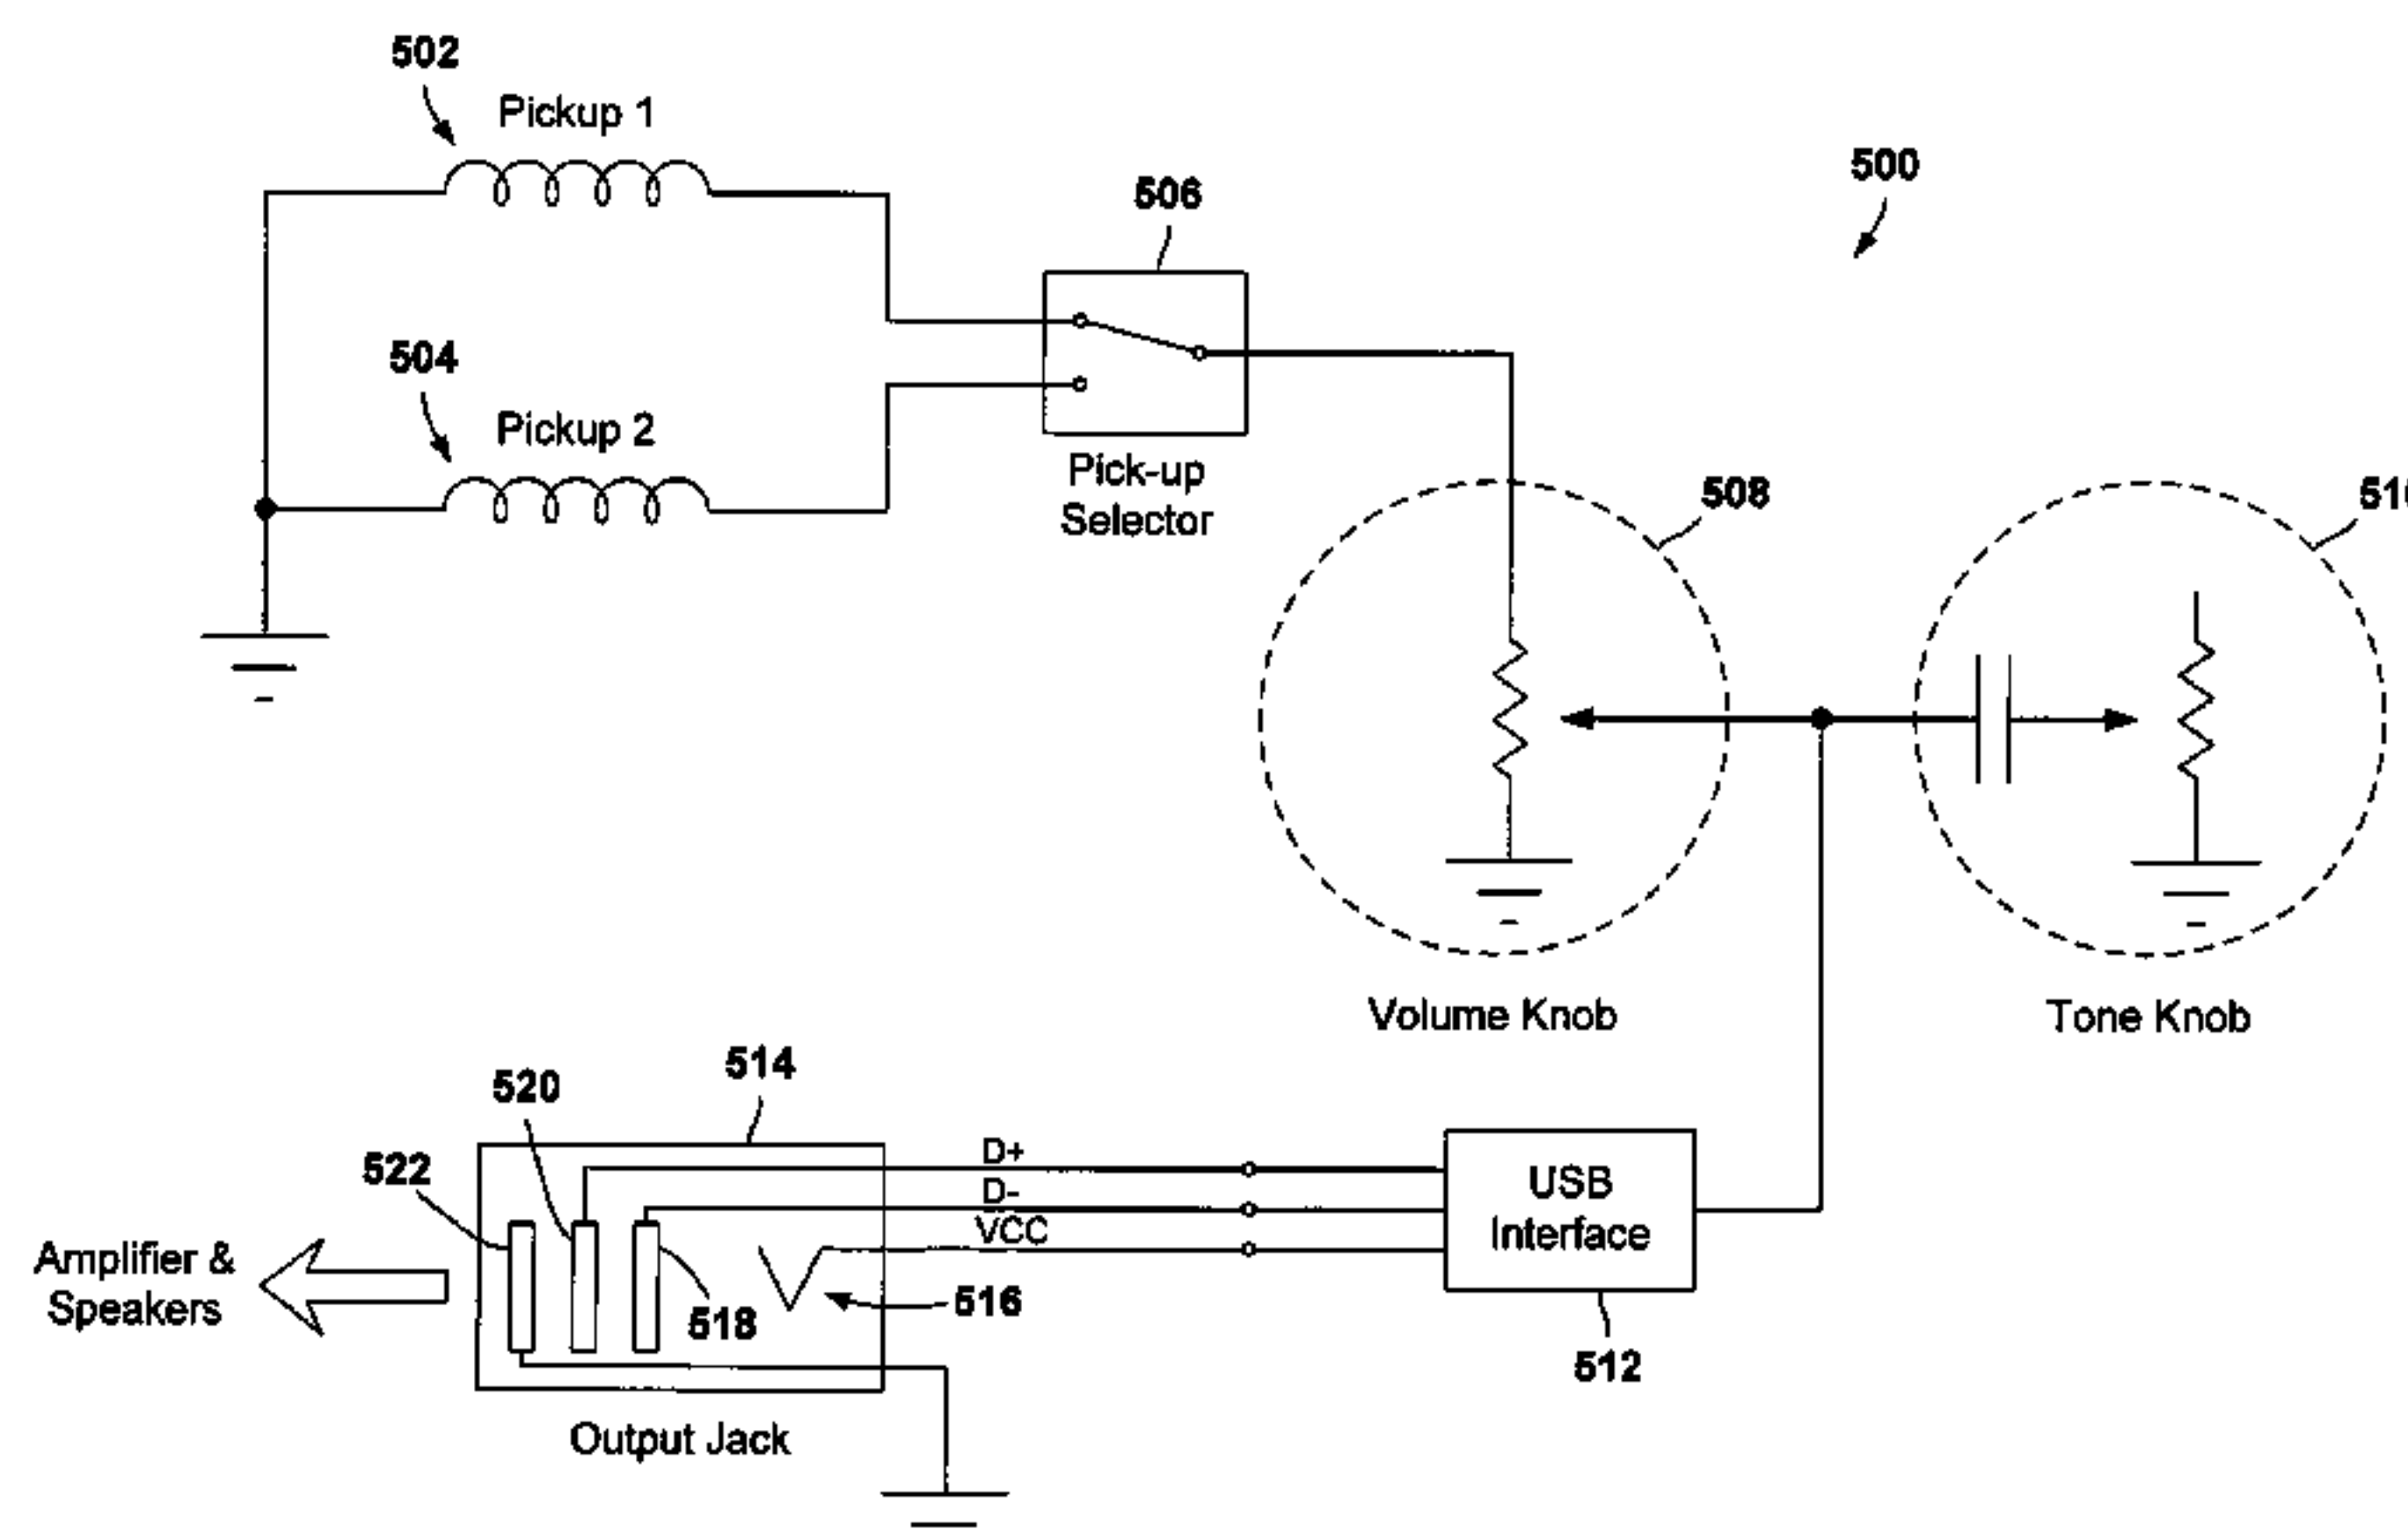 502
Pickup 1
500
506
504
Pickup 2
Pick-up
Selector
508
Volume Knob
Tone Knob
514
520
522
D+
D-
VCC
USB
Interface
Amplifier &
Speakers
518
516
512
Output Jack